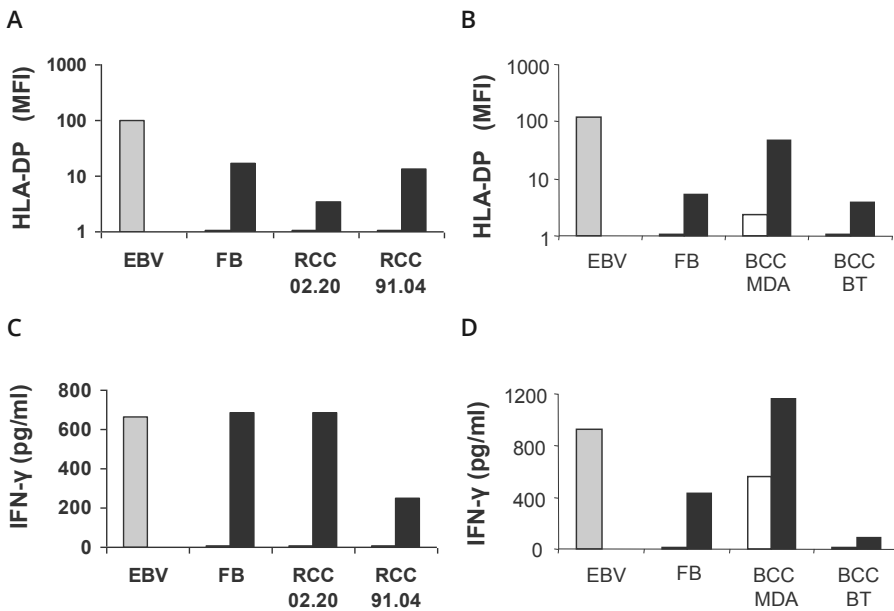 A
HLA-DP (MFI)
1000
100
10
1
EBV FB RCC RCC
02.20 91.04
B
HLA-DP (MFI)
1000
100
10
1
EBV FB BCC BCC
MDA BT
C
IFN-γ (pg/ml)
800
600
400
200
0
EBV FB RCC RCC
02.20 91.04
D
IFN-γ (pg/ml)
1200
800
400
0
EBV FB BCC BCC
MDA BT